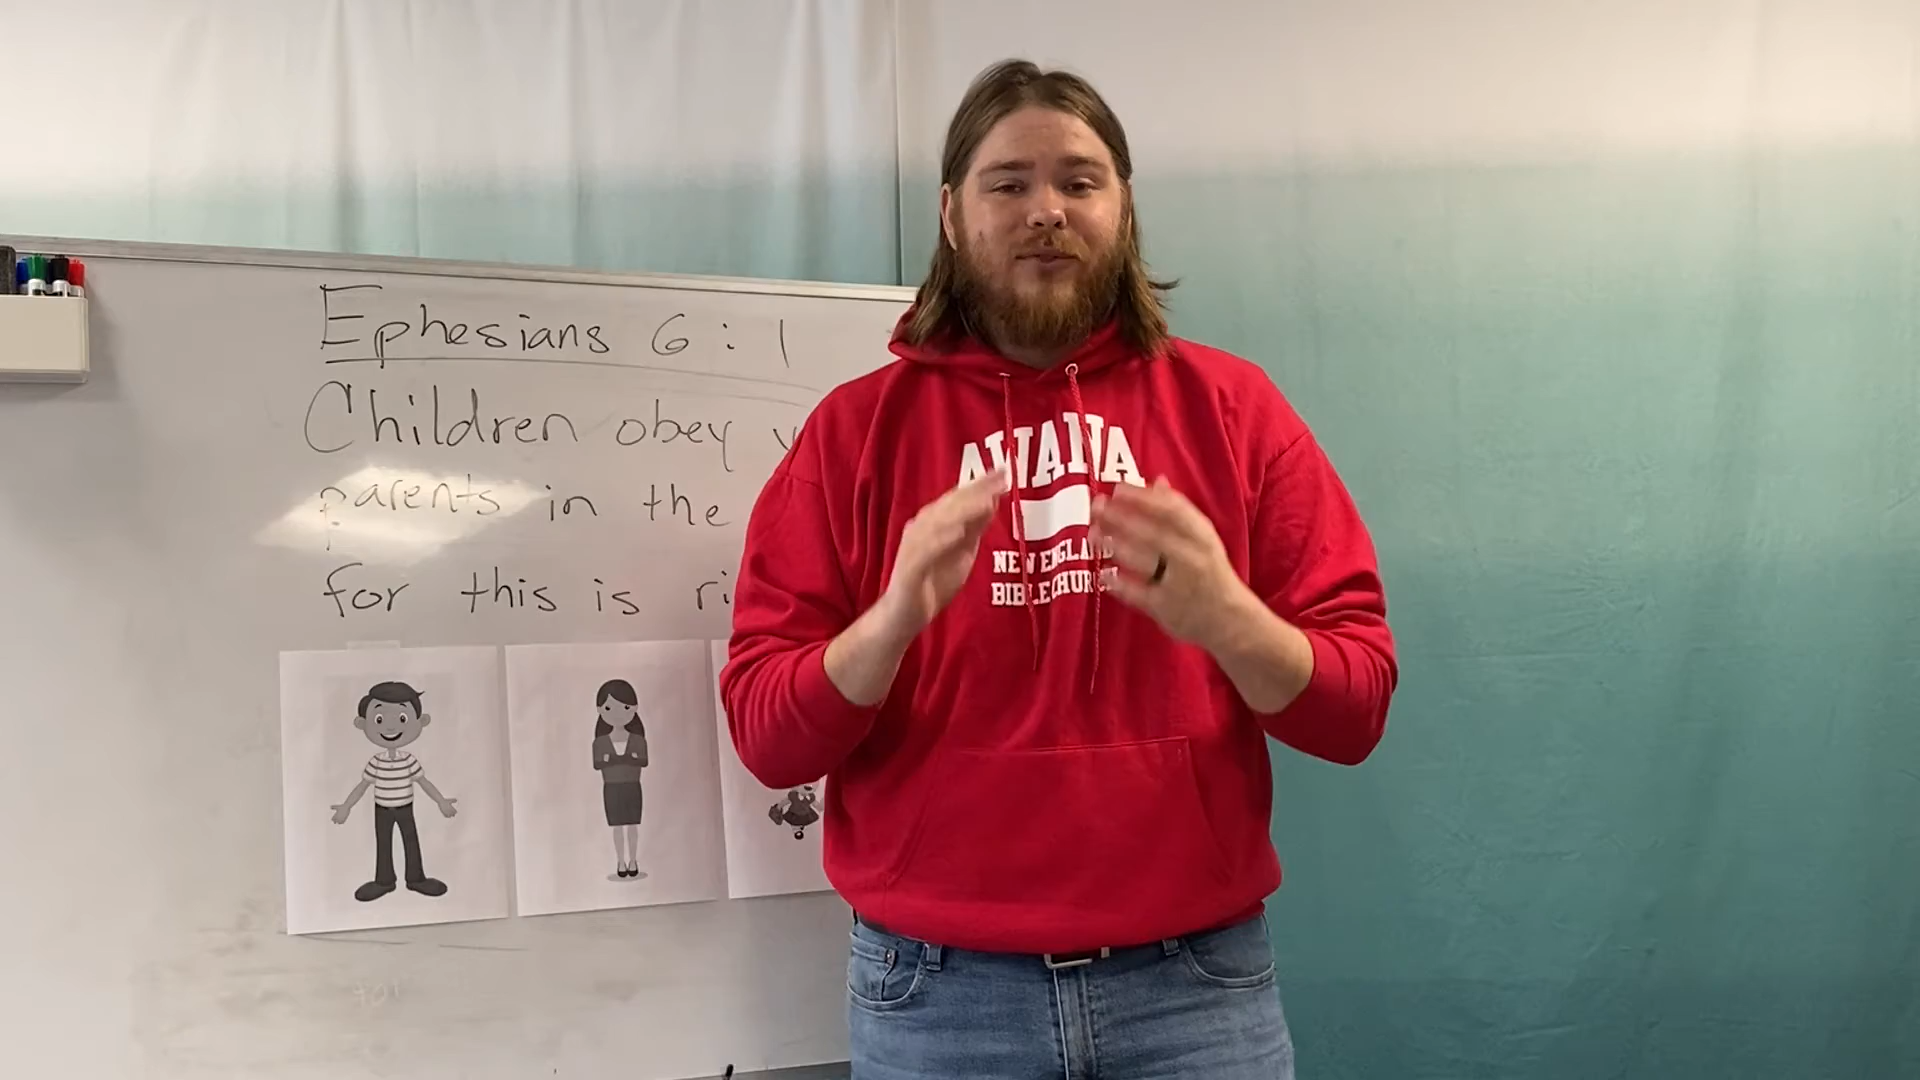 Ephesians 6:1
Children obey
parents in the
for this is
AWANA
NEW ENGLAND
BIBLE CHURCH